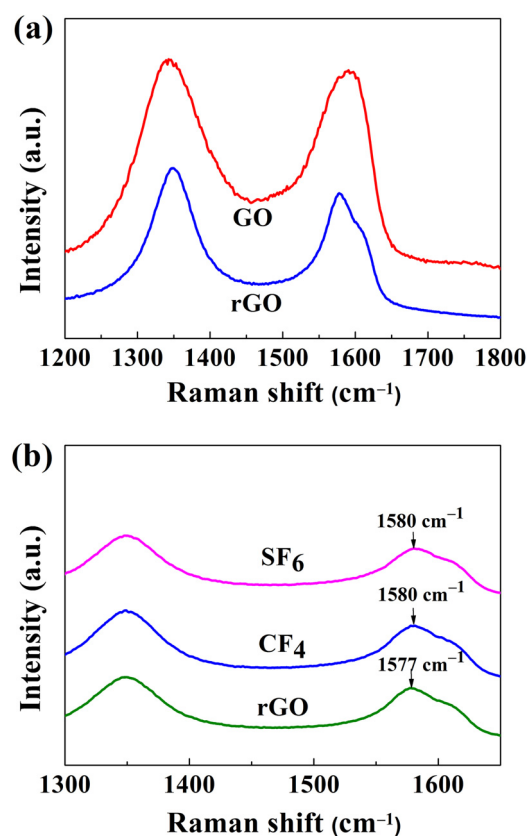 (a)
Intensity (a.u.)
GO
rGO
1200 1300 1400 1500 1600 1700 1800
Raman shift (cm⁻¹)
(b)
Intensity (a.u.)
1580 cm⁻¹
SF₆
1580 cm⁻¹
CF₄
1577 cm⁻¹
rGO
1300 1400 1500 1600
Raman shift (cm⁻¹)